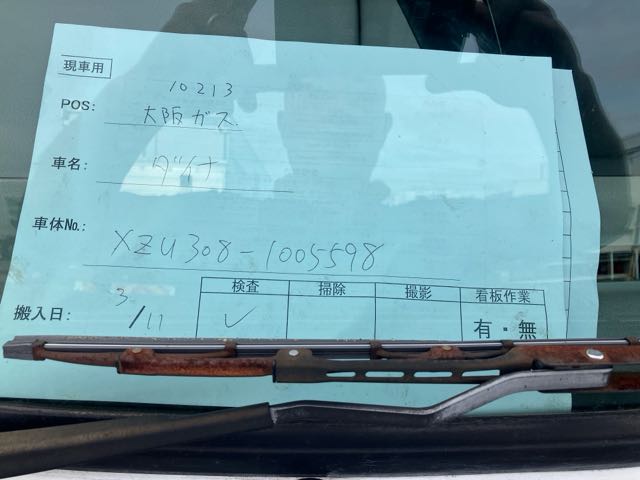 現車用
10213
POS: 大阪ガス.
車名: ダイナ
車体No.: XZU308-1005598
搬入日: 3/11
検査 掃除 撮影 看板作業
✓ 有・無